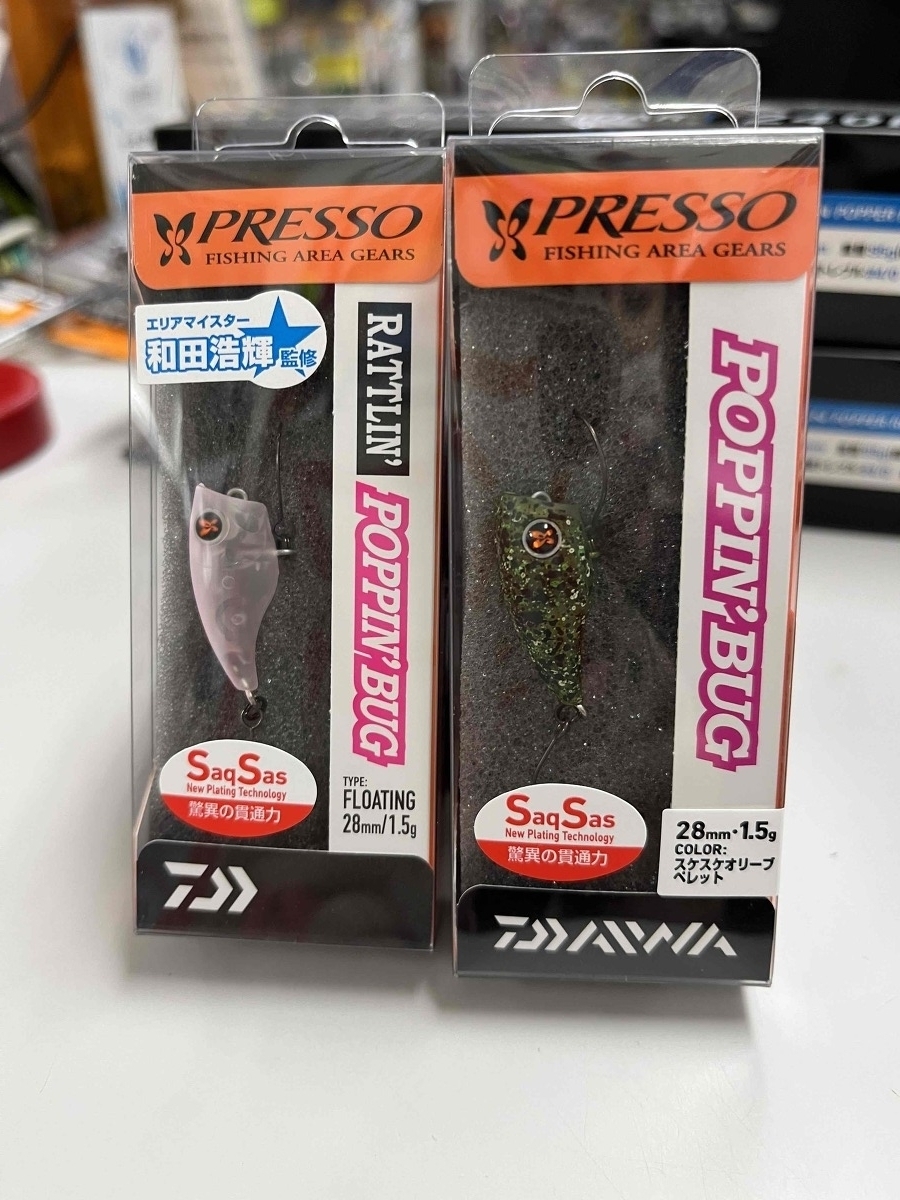 PRESSO
FISHING AREA GEARS
エリアマイスター
和田浩輝監修
RATTLIN'
POPPIN'BUG
SaqSas
New Plating Technology
驚異の貫通力
TYPE:
FLOATING
28mm/1.5g
PRESSO
FISHING AREA GEARS
POPPIN'BUG
SaqSas
New Plating Technology
驚異の貫通力
28mm・1.5g
COLOR:
スケスケオリーブ
ペレット
DAIWA